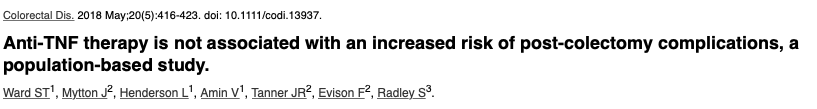 Colorectal Dis. 2018 May;20(5):416-423. doi: 10.1111/codi.13937.
Anti-TNF therapy is not associated with an increased risk of post-colectomy complications, a
population-based study.
Ward ST1, Mytton J2, Henderson L1, Amin V1, Tanner JR2, Evison F2, Radley S3.